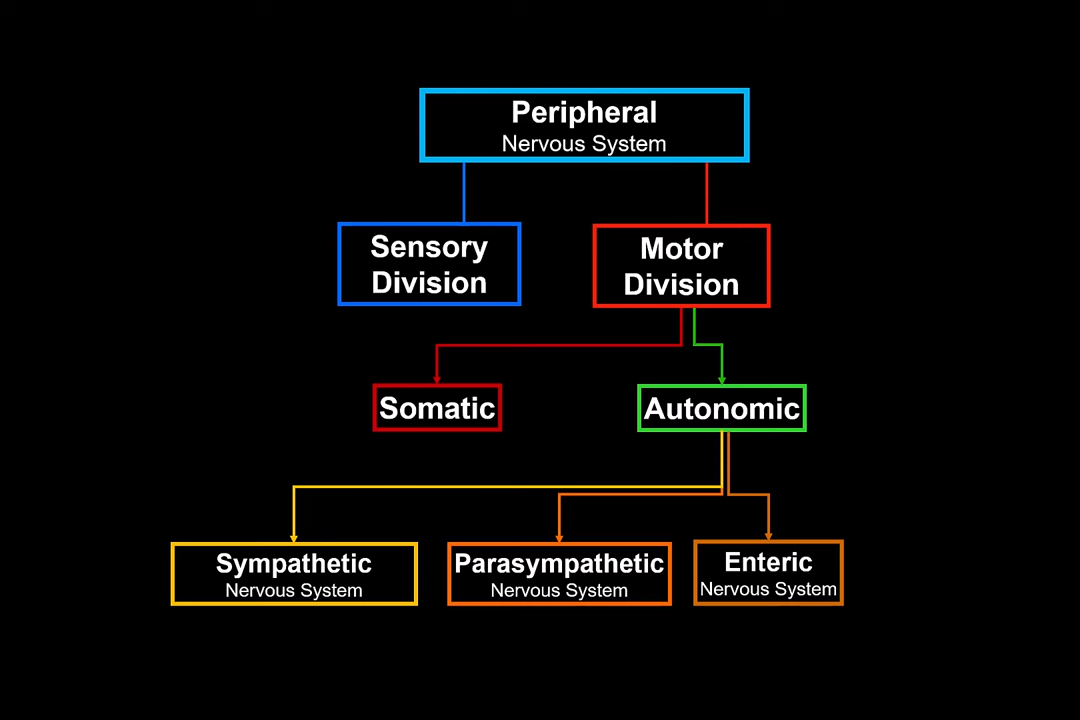 Peripheral
Nervous System
Sensory
Division
Motor
Division
Somatic
Autonomic
Sympathetic
Nervous System
Parasympathetic
Nervous System
Enteric
Nervous System